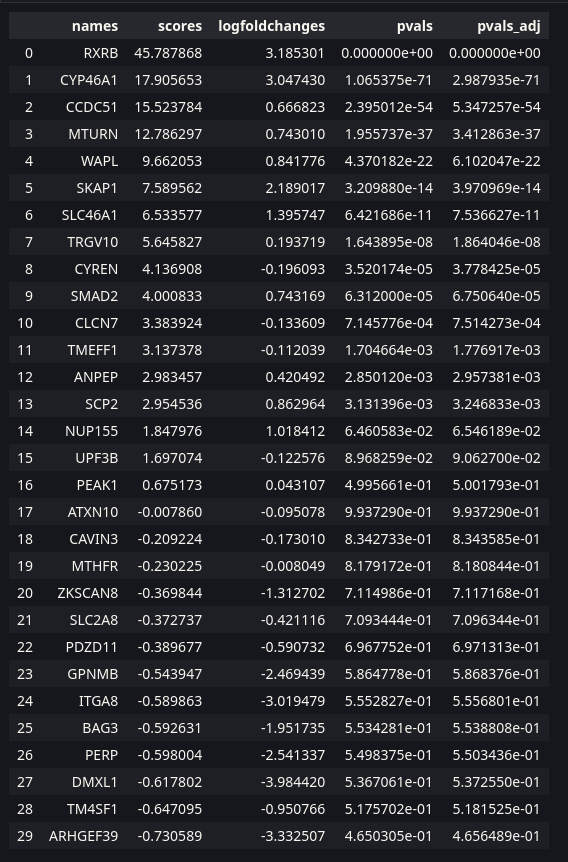 names scores logfoldchanges pvals pvals_adj
0 RXRB 45.787868 3.185301 0.000000e+00 0.000000e+00
1 CYP46A1 17.905653 3.047430 1.065375e-71 2.987935e-71
2 CCDC51 15.523784 0.666823 2.395012e-54 5.347257e-54
3 MTURN 12.786297 0.743010 1.955737e-37 3.412863e-37
4 WAPL 9.662053 0.841776 4.370182e-22 6.102047e-22
5 SKAP1 7.589562 2.189017 3.209880e-14 3.970969e-14
6 SLC46A1 6.533577 1.395747 6.421686e-11 7.536627e-11
7 TRGV10 5.645827 0.193719 1.643895e-08 1.864046e-08
8 CYREN 4.136908 -0.196093 3.520174e-05 3.778425e-05
9 SMAD2 4.000833 0.743169 6.312000e-05 6.750640e-05
10 CLCN7 3.383924 -0.133609 7.145776e-04 7.514273e-04
11 TMEFF1 3.137378 -0.112039 1.704664e-03 1.776917e-03
12 ANPEP 2.983457 0.420492 2.850120e-03 2.957381e-03
13 SCP2 2.954536 0.862964 3.131396e-03 3.246833e-03
14 NUP155 1.847976 1.018412 6.460583e-02 6.546189e-02
15 UPF3B 1.697074 -0.122576 8.968259e-02 9.062700e-02
16 PEAK1 0.675173 0.043107 4.995661e-01 5.001793e-01
17 ATXN10 -0.007860 -0.095078 9.937290e-01 9.937290e-01
18 CAVIN3 -0.209224 -0.173010 8.342733e-01 8.343585e-01
19 MTHFR -0.230225 -0.008049 8.179172e-01 8.180844e-01
20 ZKSCAN8 -0.369844 -1.312702 7.114986e-01 7.117168e-01
21 SLC2A8 -0.372737 -0.421116 7.093444e-01 7.096344e-01
22 PDZD11 -0.389677 -0.590732 6.967752e-01 6.971313e-01
23 GPNMB -0.543947 -2.469439 5.864778e-01 5.868376e-01
24 ITGA8 -0.589863 -3.019479 5.552827e-01 5.556801e-01
25 BAG3 -0.592631 -1.951735 5.534281e-01 5.538808e-01
26 PERP -0.598004 -2.541337 5.498375e-01 5.503436e-01
27 DMXL1 -0.617802 -3.984420 5.367061e-01 5.372550e-01
28 TM4SF1 -0.647095 -0.950766 5.175702e-01 5.181525e-01
29 ARHGEF39 -0.730589 -3.332507 4.650305e-01 4.656489e-01